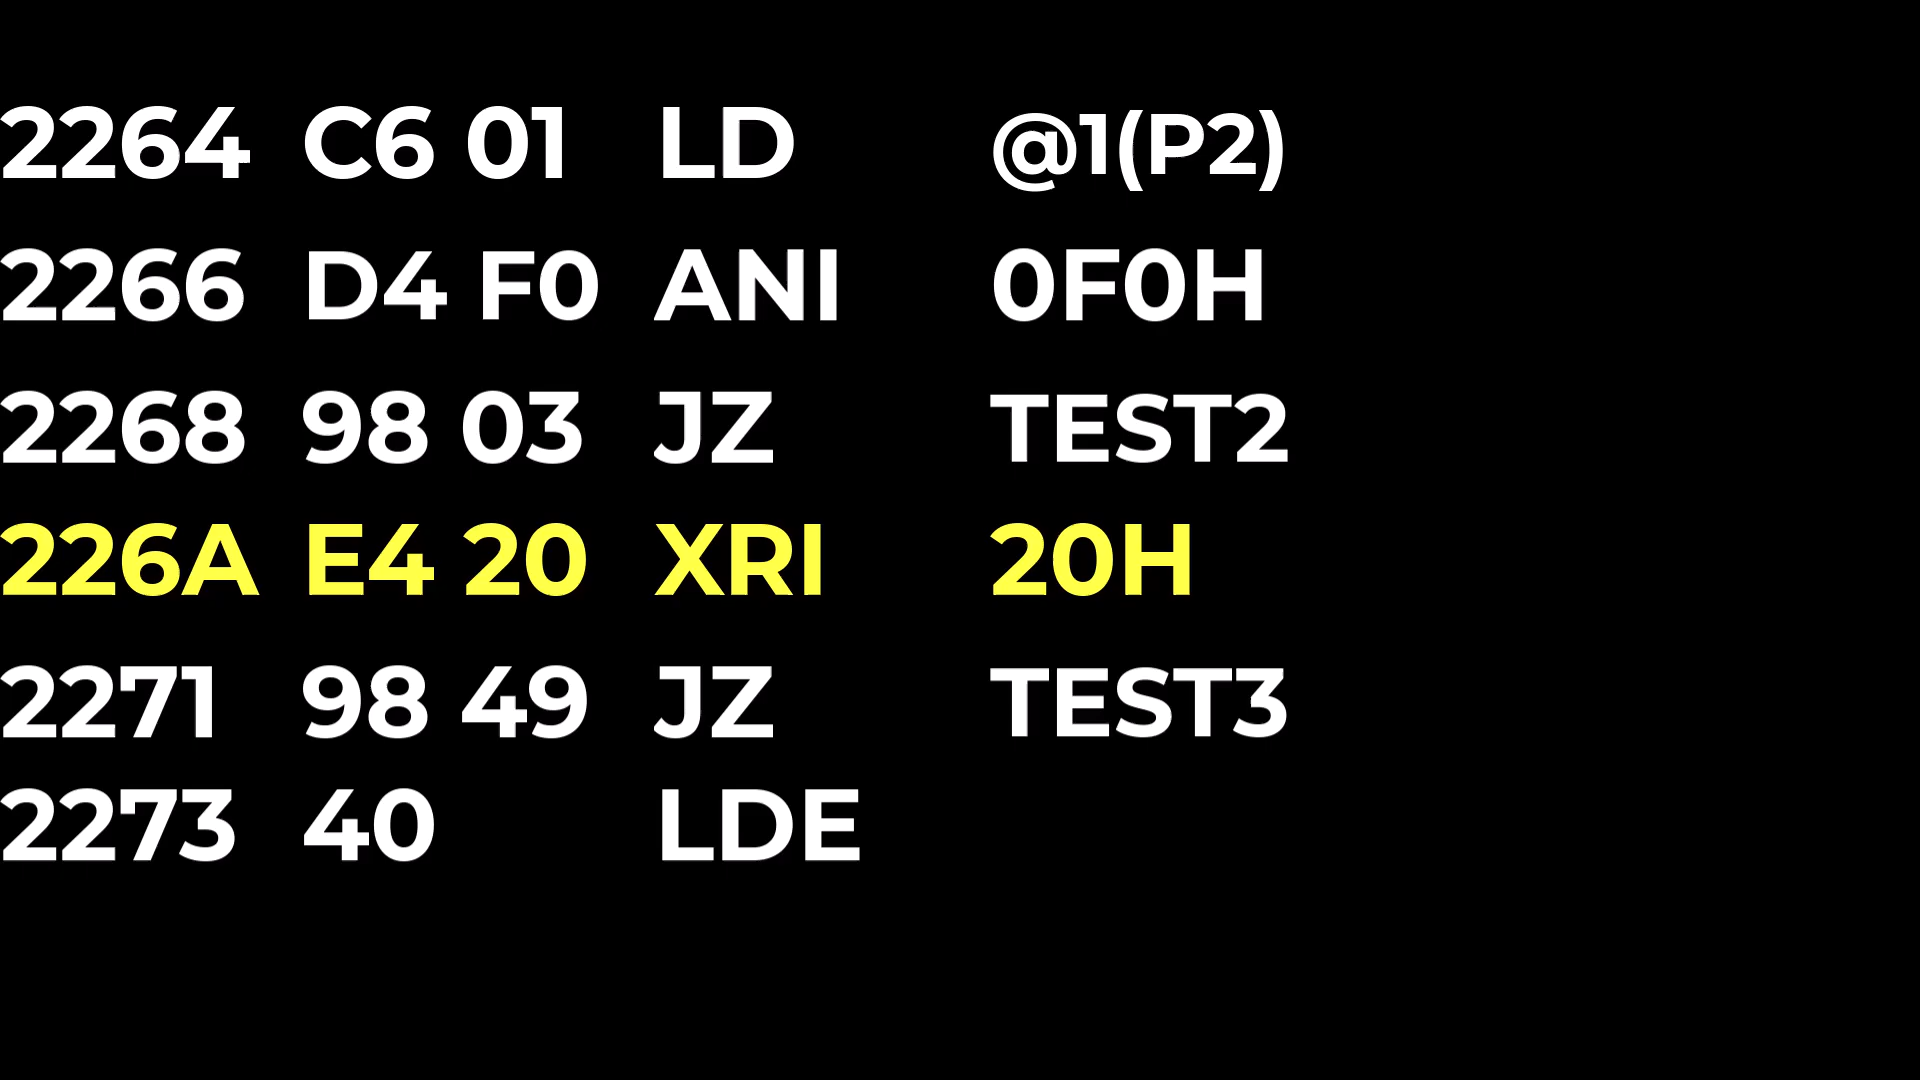 2264 C6 01 LD @1(P2)
2266 D4 F0 ANI 0F0H
2268 98 03 JZ TEST2
226A E4 20 XRI 20H
2271 98 49 JZ TEST3
2273 40 LDE